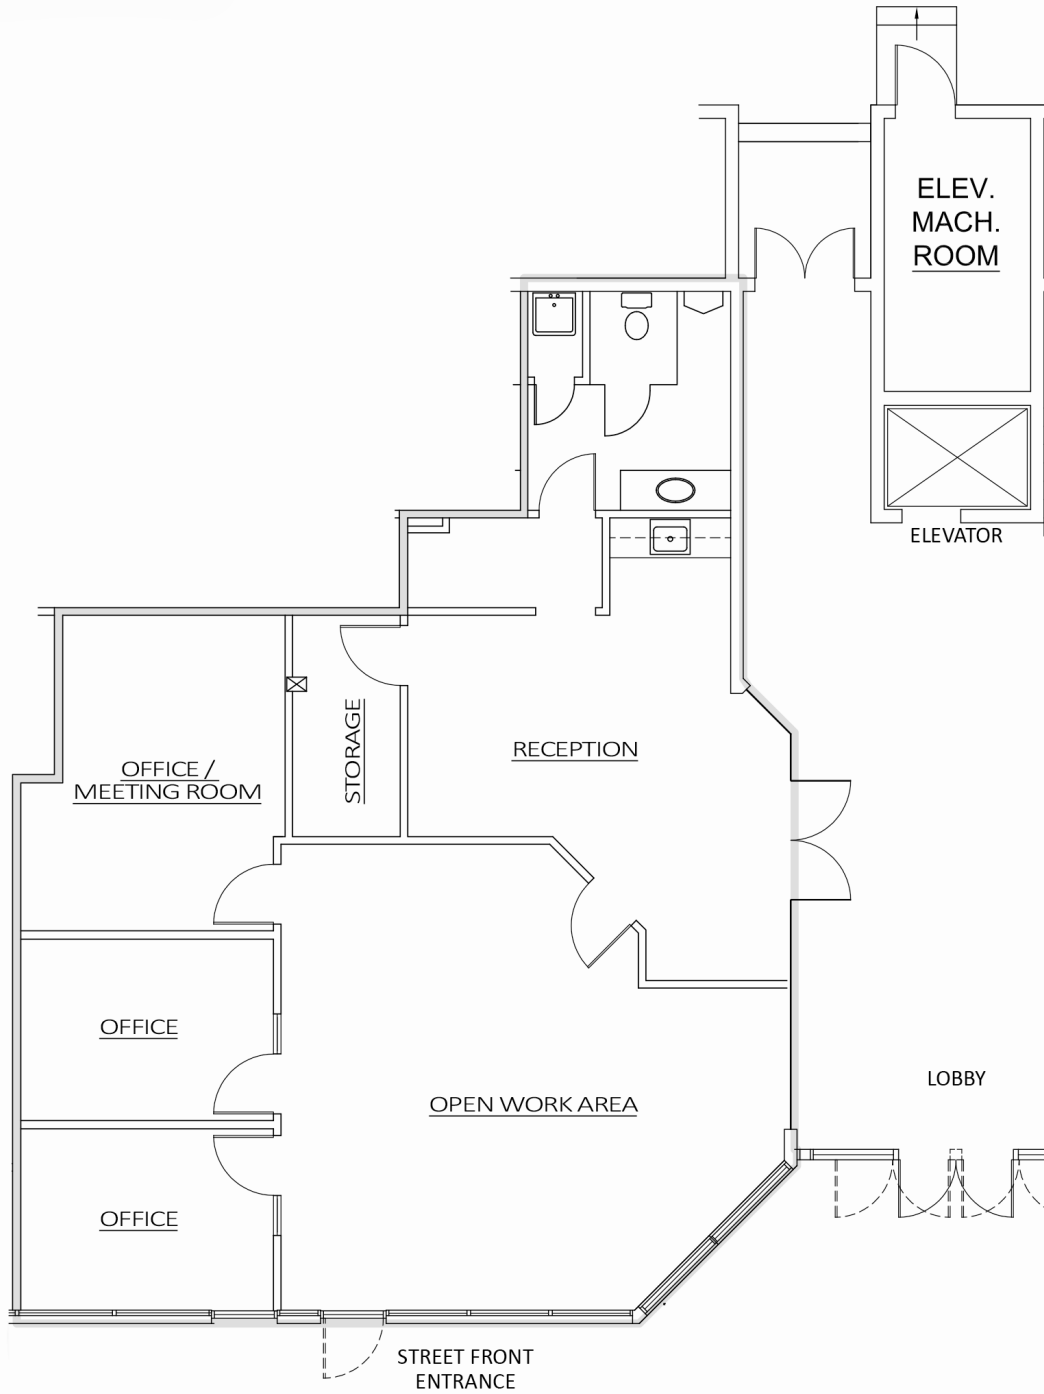 ELEV.
MACH.
ROOM
ELEVATOR
STORAGE
RECEPTION
OFFICE /
MEETING ROOM
OFFICE
LOBBY
OPEN WORK AREA
OFFICE
STREET FRONT
ENTRANCE